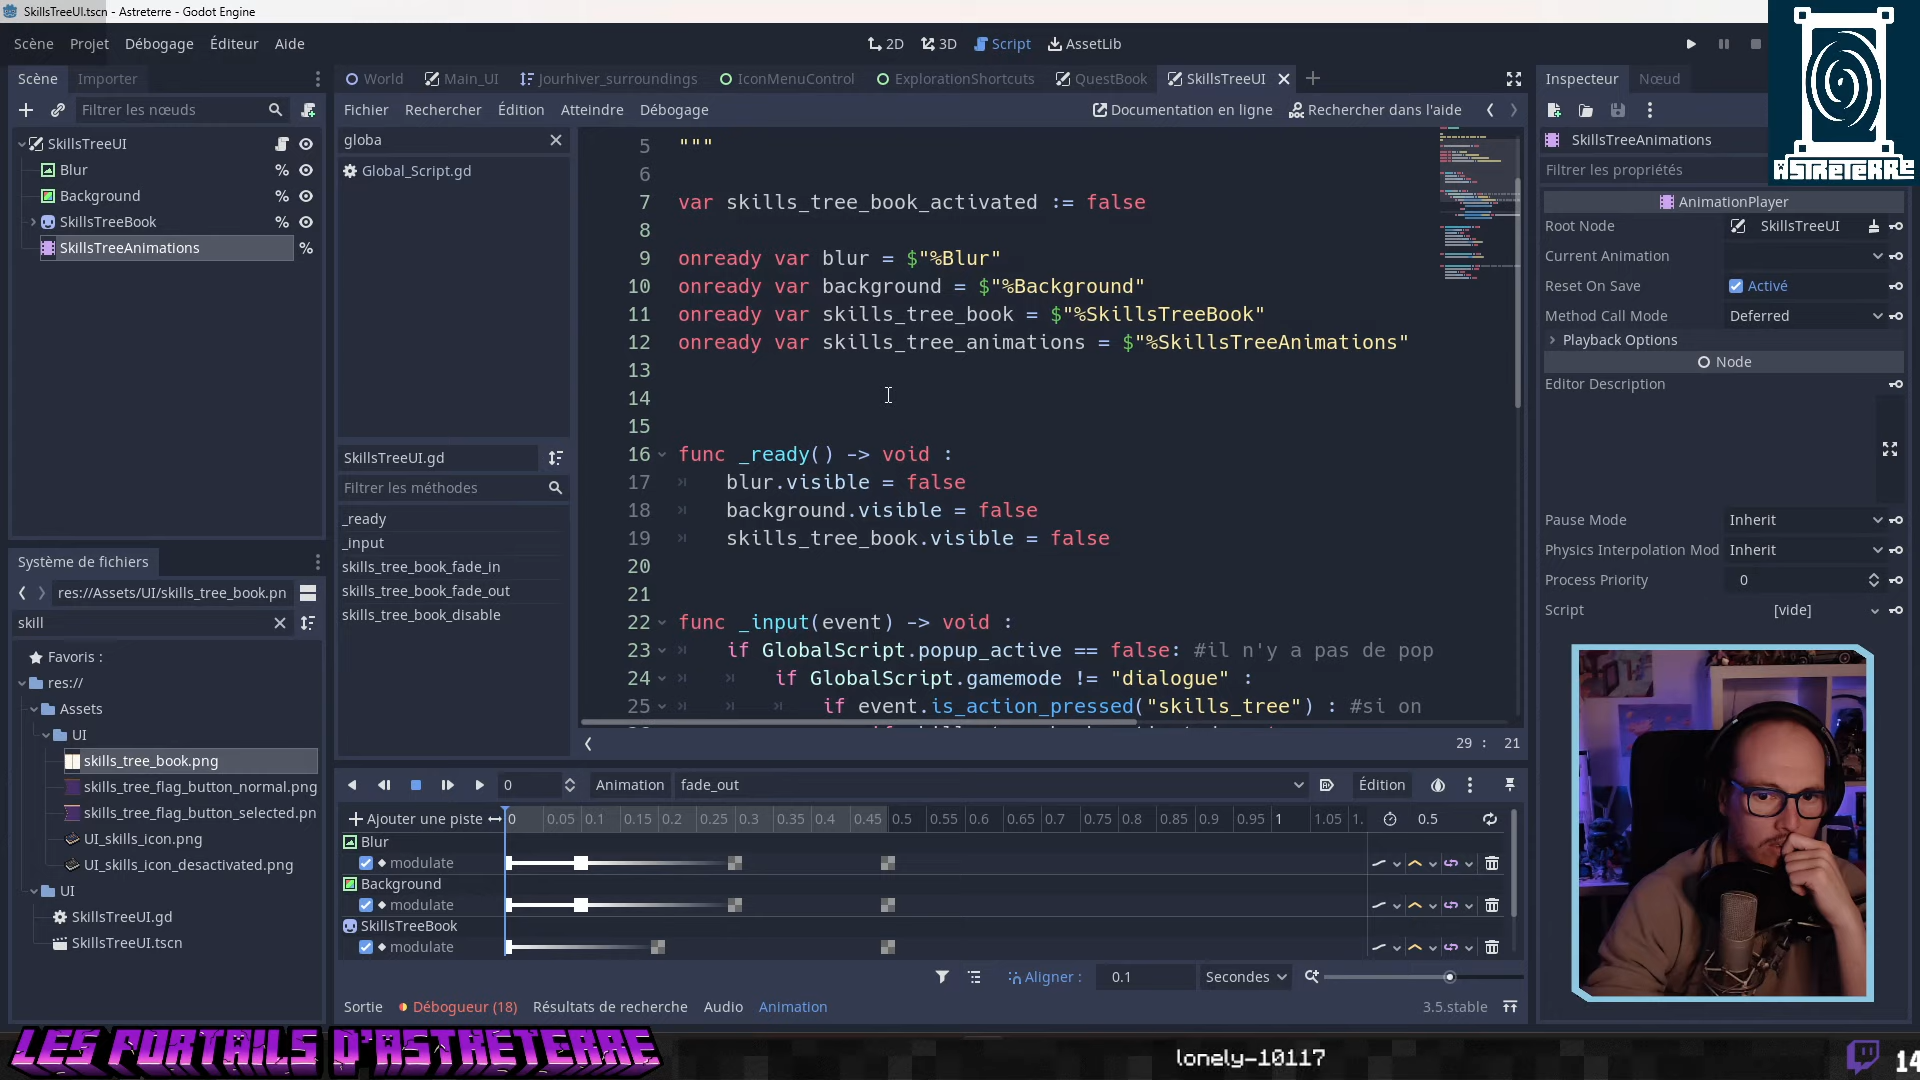 SkillsTreeUI.tscn - Astreterre - Godot Engine
Scène Projet Débogage Éditeur Aide
2D 3D Script AssetLib
Scène Importer
World Main_UI Jourhiver_surroundings IconMenuControl ExplorationShortcuts QuestBook SkillsTreeUI
Inspecteur Nœud
Filtrer les nœuds
Fichier Rechercher Édition Atteindre Débogage
Documentation en ligne Rechercher dans l'aide
ASTRETERRE
SkillsTreeUI
Blur
Background
SkillsTreeBook
SkillsTreeAnimations
globa
Global_Script.gd
SkillsTreeUI.gd
Filtrer les méthodes
_ready
_input
skills_tree_book_fade_in
skills_tree_book_fade_out
skills_tree_book_disable
5 """
6
7 var skills_tree_book_activated := false
8
9 onready var blur = $"%Blur"
10 onready var background = $"%Background"
11 onready var skills_tree_book = $"%SkillsTreeBook"
12 onready var skills_tree_animations = $"%SkillsTreeAnimations"
13
14
15
16 func _ready() -> void :
17 blur.visible = false
18 background.visible = false
19 skills_tree_book.visible = false
20
21
22 func _input(event) -> void :
23 if GlobalScript.popup_active == false: #il n'y a pas de pop
24 if GlobalScript.gamemode != "dialogue" :
25 if event.is_action_pressed("skills_tree") : #si on
29 : 21
SkillsTreeAnimations
Filtrer les propriétés
AnimationPlayer
Root Node SkillsTreeUI
Current Animation
Reset On Save Activé
Method Call Mode Deferred
Playback Options
Node
Editor Description
Pause Mode Inherit
Physics Interpolation Mod Inherit
Process Priority 0
Script [vide]
Système de fichiers
res://Assets/UI/skills_tree_book.pn
skill
Favoris :
res://
Assets
UI
skills_tree_book.png
skills_tree_flag_button_normal.png
skills_tree_flag_button_selected.pn
UI_skills_icon.png
UI_skills_icon_desactivated.png
UI
SkillsTreeUI.gd
SkillsTreeUI.tscn
0 Animation fade_out Édition
Ajouter une piste 0 0.05 0.1 0.15 0.2 0.25 0.3 0.35 0.4 0.45 0.5 0.55 0.6 0.65 0.7 0.75 0.8 0.85 0.9 0.95 1 1.05 1. 0.5
Blur
modulate
Background
modulate
SkillsTreeBook
modulate
Aligner : 0.1 Secondes
Sortie Débogueur (18) Résultats de recherche Audio Animation 3.5.stable
LES PORTAILS D'ASTRETERRE
lonely-10117
14